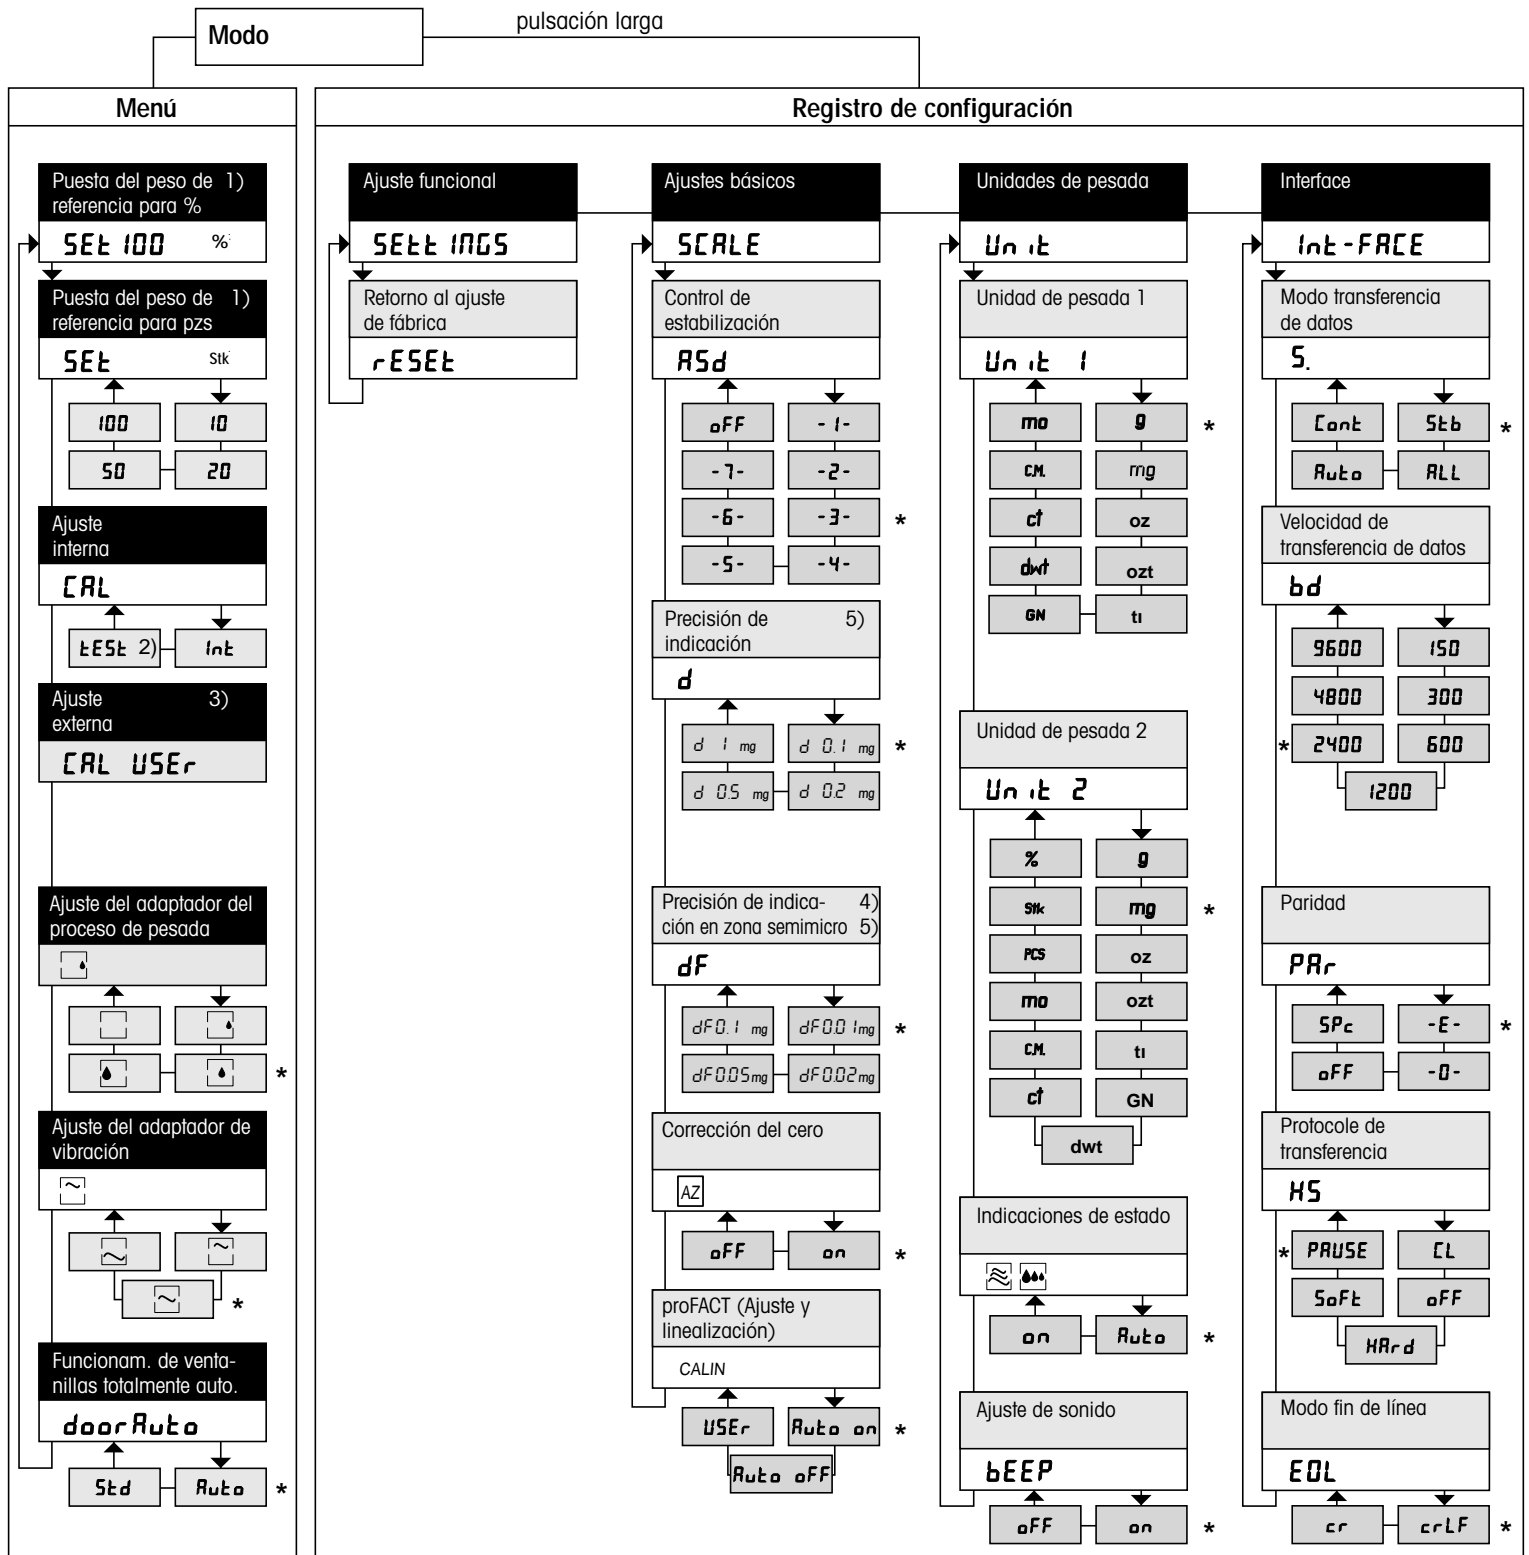 Modo
pulsación larga
Menú
Registro de configuración
Puesta del peso de 1)
referencia para %
SEt 100 %
Puesta del peso de 1)
referencia para pzs
SEt Stk
100 10
50 20
Ajuste
interna
CAL
tESt 2) Int
Ajuste 3)
externa
CAL USEr
Ajuste del adaptador del
proceso de pesada
*
Ajuste del adaptador de
vibración
~
~ ~
~ *
Funcionam. de venta-
nillas totalmente auto.
doorAuto
Std Auto *
Ajuste funcional
SEttINGS
Retorno al ajuste
de fábrica
rESEt
Ajustes básicos
SCALE
Control de
estabilización
ASd
oFF -1-
-7- -2-
-6- -3- *
-5- -4-
Precisión de 5)
indicación
d
d 1 mg d 0.1 mg *
d 0.5 mg d 0.2 mg
Precisión de indica- 4)
ción en zona semimicro 5)
dF
dF0.1 mg dF0.01mg *
dF0.05mg dF0.02mg
Corrección del cero
AZ
oFF on *
proFACT (Ajuste y
linealización)
CALIN
USEr Auto on *
Auto oFF
Unidades de pesada
Unit
Unidad de pesada 1
Unit 1
mo g *
C.M. mg
ct oz
dwt ozt
GN tı
Unidad de pesada 2
Unit 2
% g
Stk mg *
PCS oz
mo ozt
C.M. tı
ct GN
dwt
Indicaciones de estado
on Auto *
Ajuste de sonido
bEEP
oFF on *
Interface
Int-FACE
Modo transferencia
de datos
S.
Cont Stb *
Auto ALL
Velocidad de
transferencia de datos
bd
9600 150
4800 300
* 2400 600
1200
Paridad
PAr
SPc -E- *
oFF -0-
Protocole de
transferencia
HS
* PAUSE CL
SoFt oFF
HArd
Modo fin de línea
EOL
cr crLF *